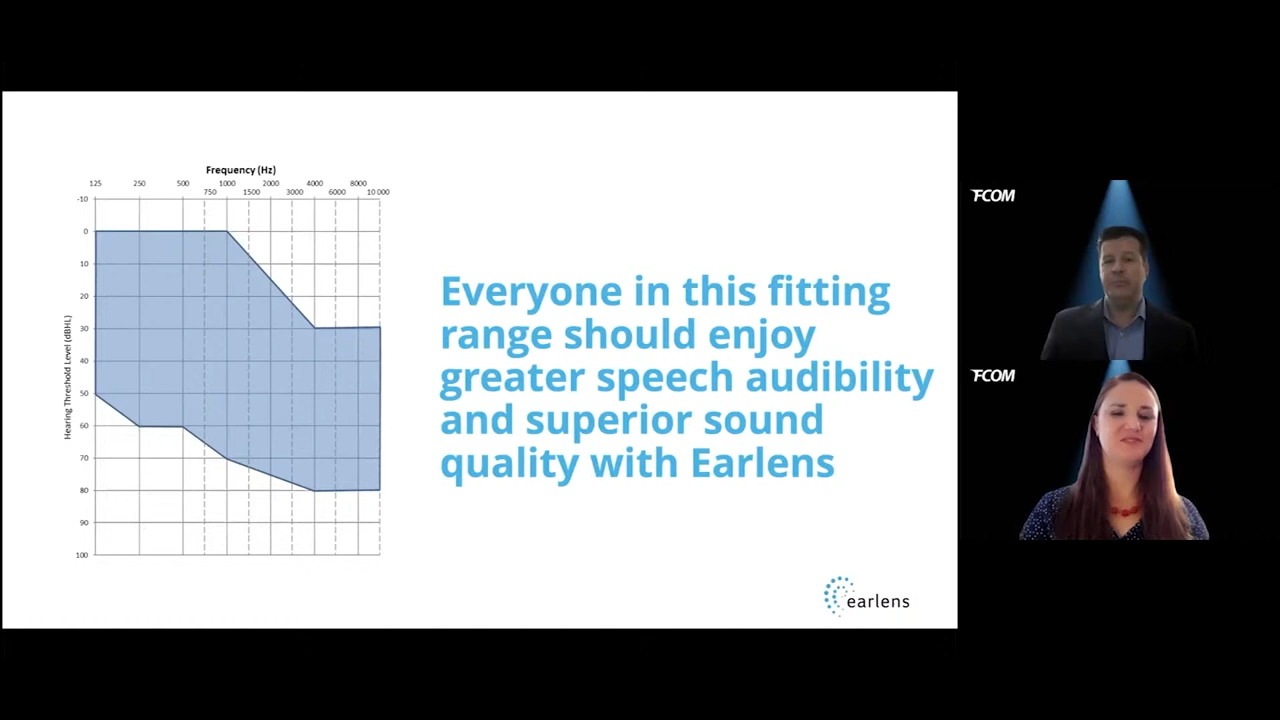 Frequency (Hz)
125 250 500 1000 2000 4000 8000
750 1500 3000 6000 10 000
-10
0
10
20
30
40
50
60
70
80
90
100
Hearing Threshold Level (dBHL)
Everyone in this fitting
range should enjoy
greater speech audibility
and superior sound
quality with Earlens
earlens
FCOM
FCOM